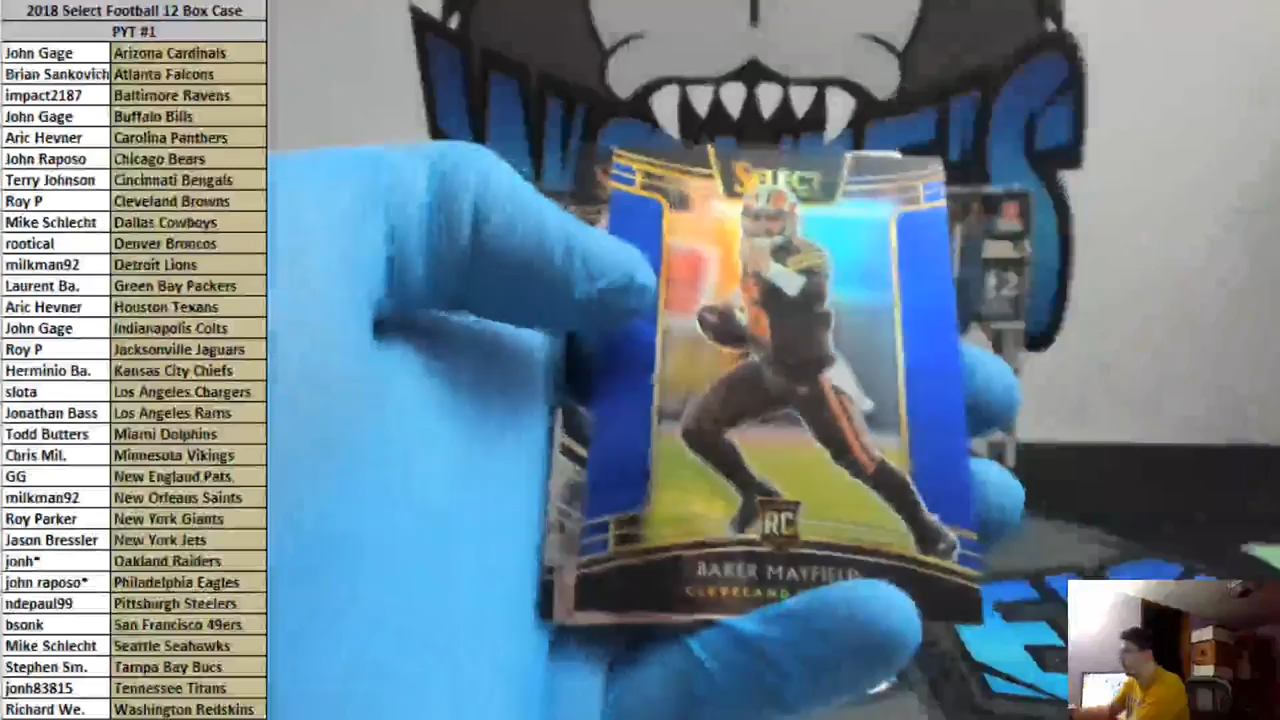 2018 Select Football 12 Box Case
PYT #1
John Gage Arizona Cardinals
Brian Sankovich Atlanta Falcons
impact2187 Baltimore Ravens
John Gage Buffalo Bills
Aric Hevner Carolina Panthers
John Raposo Chicago Bears
Terry Johnson Cincinnati Bengals
Roy P Cleveland Browns
Mike Schlecht Dallas Cowboys
rootical Denver Broncos
milkman92 Detroit Lions
Laurent Ba. Green Bay Packers
Aric Hevner Houston Texans
John Gage Indianapolis Colts
Roy P Jacksonville Jaguars
Herminio Ba. Kansas City Chiefs
slota Los Angeles Chargers
Jonathan Bass Los Angeles Rams
Todd Butters Miami Dolphins
Chris Mil. Minnesota Vikings
GG New England Pats.
milkman92 New Orleans Saints
Roy Parker New York Giants
Jason Bressler New York Jets
jonh* Oakland Raiders
john raposo* Philadelphia Eagles
ndepaul99 Pittsburgh Steelers
bsonk San Francisco 49ers
Mike Schlecht Seattle Seahawks
Stephen Sm. Tampa Bay Bucs
jonh83815 Tennessee Titans
Richard We. Washington Redskins
SELECT
RC
BAKER MAYFIELD
CLEVELAND